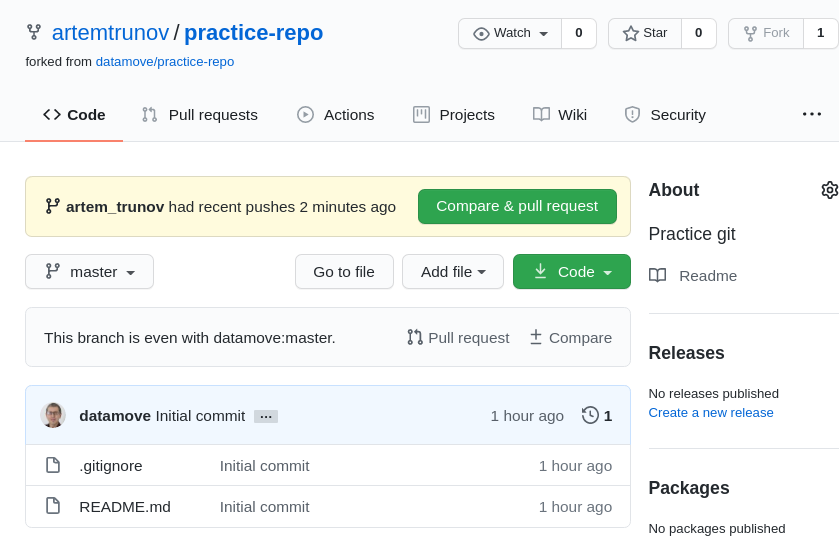 artemtrunov / practice-repo
Watch 0
Star 0
Fork 1
forked from datamove/practice-repo
Code Pull requests Actions Projects Wiki Security ...
artem_trunov had recent pushes 2 minutes ago
Compare & pull request
master
Go to file
Add file
Code
This branch is even with datamove:master.
Pull request
Compare
datamove Initial commit ... 1 hour ago 1
.gitignore Initial commit 1 hour ago
README.md Initial commit 1 hour ago
About
Practice git
Readme
Releases
No releases published
Create a new release
Packages
No packages published